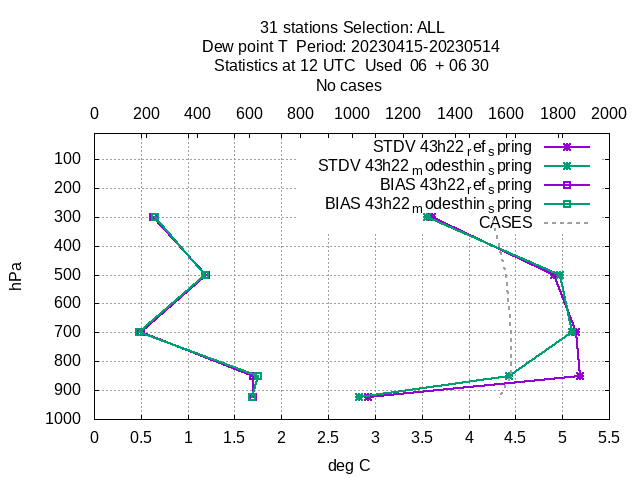 31 stations Selection: ALL
Dew point T  Period: 20230415-20230514
Statistics at 12 UTC  Used  06  + 06 30
No cases
0 200 400 600 800 1000 1200 1400 1600 1800 2000
STDV 43h22_ref_spring
STDV 43h22_modesthin_spring
BIAS 43h22_ref_spring
BIAS 43h22_modesthin_spring
CASES
hPa
100
200
300
400
500
600
700
800
900
1000
0 0.5 1 1.5 2 2.5 3 3.5 4 4.5 5 5.5
deg C